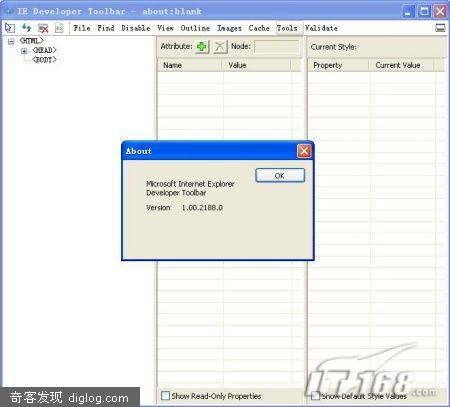 IE Developer Toolbar - about:blank
File Find Disable View Outline Images Cache Tools Validate
<HTML>
<HEAD>
<BODY>
Attribute: Node:
Current Style:
Name Value
Property Current Value
About
OK
Microsoft Internet Explorer
Developer Toolbar
Version 1.00.2188.0
IT168.com
Show Read-Only Properties
Show Default Style Values
奇客发现 diglog.com